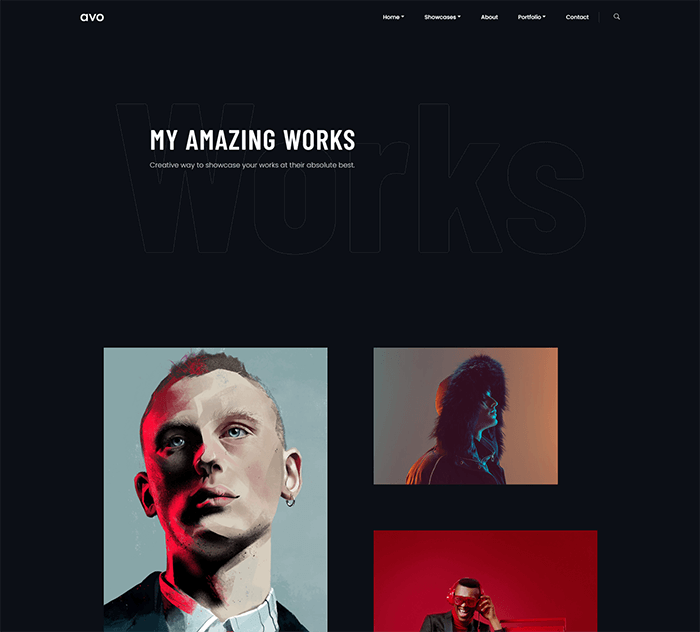 avo
Home
Showcases
About
Portfolio
Contact
Works
MY AMAZING WORKS
Creative way to showcase your works at their absolute best.